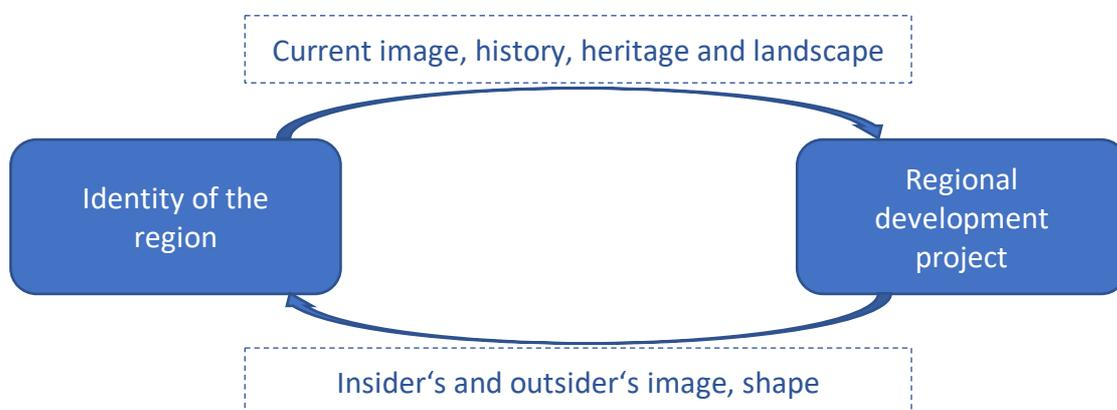 Current image, history, heritage and landscape
Identity of the
region
Regional
development
project
Insider‘s and outsider‘s image, shape